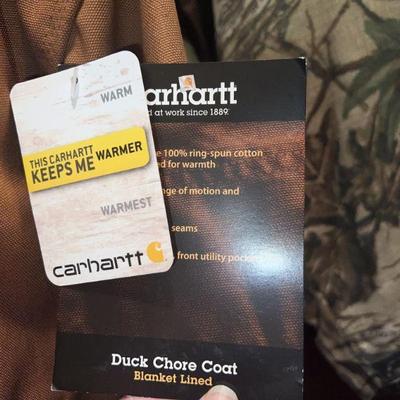 WARM
THIS CARHARTT
KEEPS ME WARMER
WARMEST
carhartt
arhartt
d at work since 1889
e 100% ring-spun cotton
ed for warmth
nge of motion and
seams
front utility pocke
Duck Chore Coat
Blanket Lined